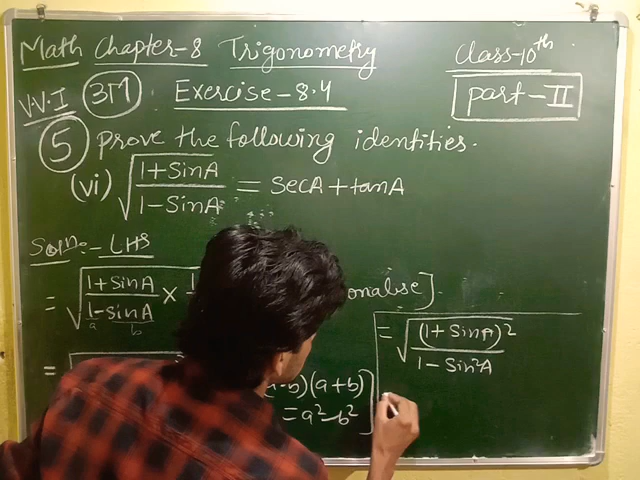 Math Chapter-8 Trigonometry Class-10th
V.V.I 3M Exercise-8.4 part-II
5 prove the following identities.
(vi) √(1+SinA / 1-SinA) = SecA+tanA
Soln:- LHS
= √(1+SinA / 1-sinA ×
a b
=
(a+b)
= a²-b²
= √((1+SinA)² / 1-Sin²A)